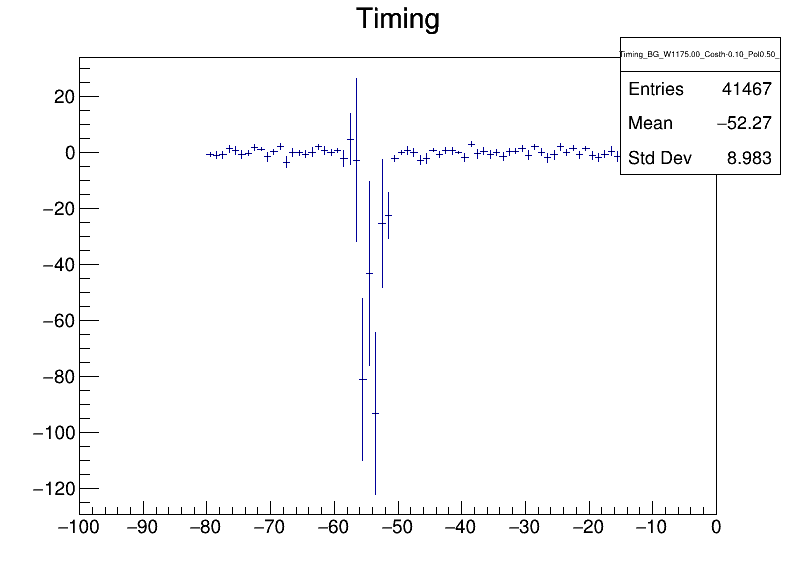 Timing
Timing_BG_W1175.00_Costh-0.10_Pol0.50_
Entries 41467
Mean −52.27
Std Dev 8.983
20
0
−20
−40
−60
−80
−100
−120
−100 −90 −80 −70 −60 −50 −40 −30 −20 −10 0